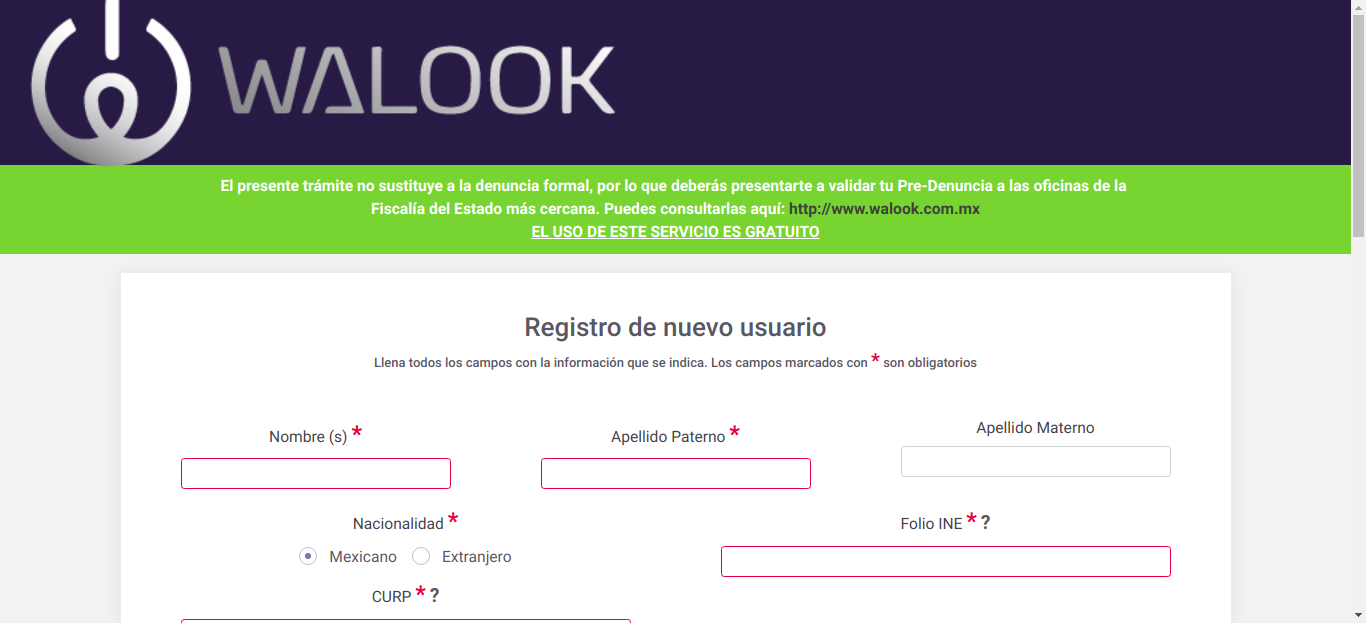 WALOOK
El presente trámite no sustituye a la denuncia formal, por lo que deberás presentarte a validar tu Pre-Denuncia a las oficinas de la
Fiscalía del Estado más cercana. Puedes consultarlas aquí: http://www.walook.com.mx
EL USO DE ESTE SERVICIO ES GRATUITO
Registro de nuevo usuario
Llena todos los campos con la información que se indica. Los campos marcados con * son obligatorios
Nombre (s) *
Apellido Paterno *
Apellido Materno
Nacionalidad *
Folio INE * ?
Mexicano
Extranjero
CURP * ?